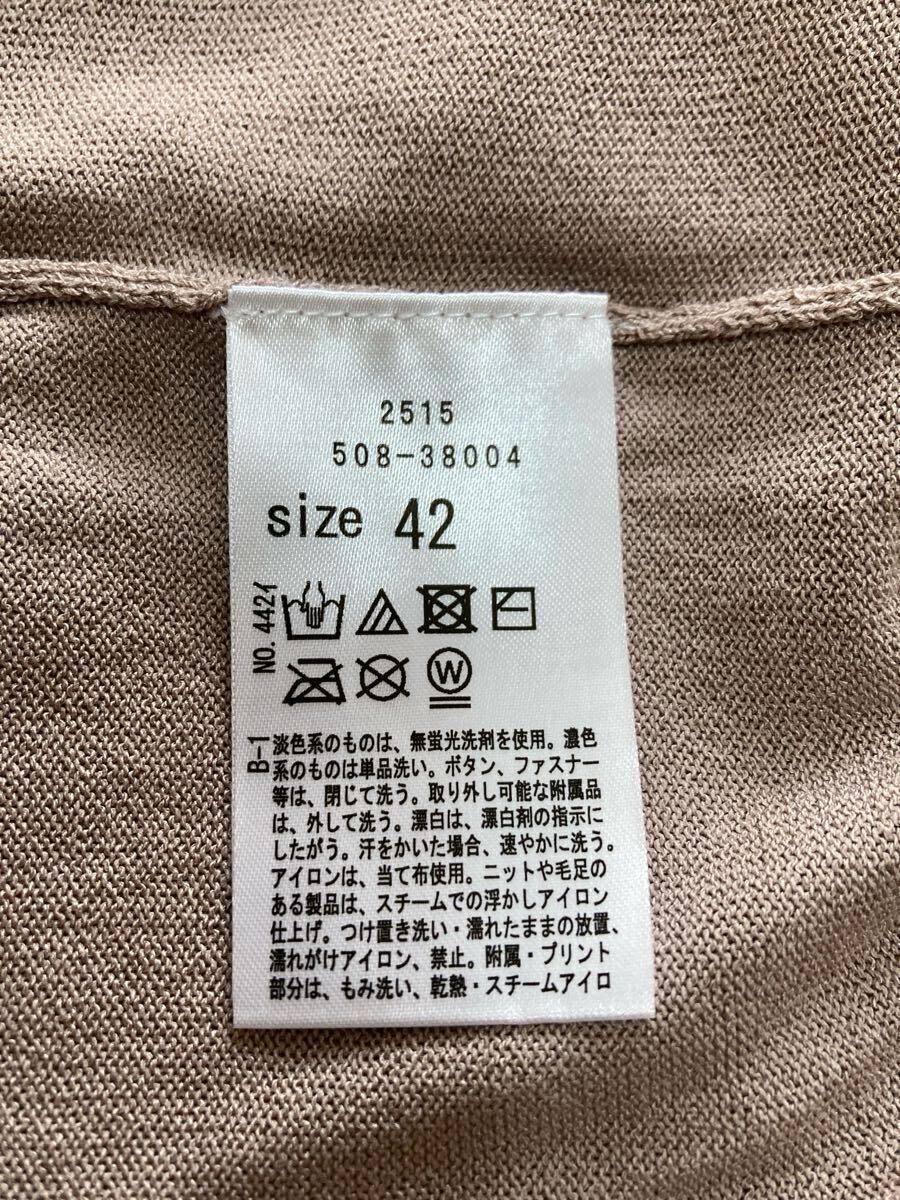 2515
508-38004
size 42
NO.442イ
W
B-1
淡色系のものは、無蛍光洗剤を使用。濃色
系のものは単品洗い。ボタン、ファスナー
等は、閉じて洗う。取り外し可能な附属品
は、外して洗う。漂白は、漂白剤の指示に
したがう。汗をかいた場合、速やかに洗う。
アイロンは、当て布使用。ニットや毛足の
ある製品は、スチームでの浮かしアイロン
仕上げ。つけ置き洗い・濡れたままの放置、
濡れがけアイロン、禁止。附属・プリント
部分は、もみ洗い、乾熱・スチームアイロ